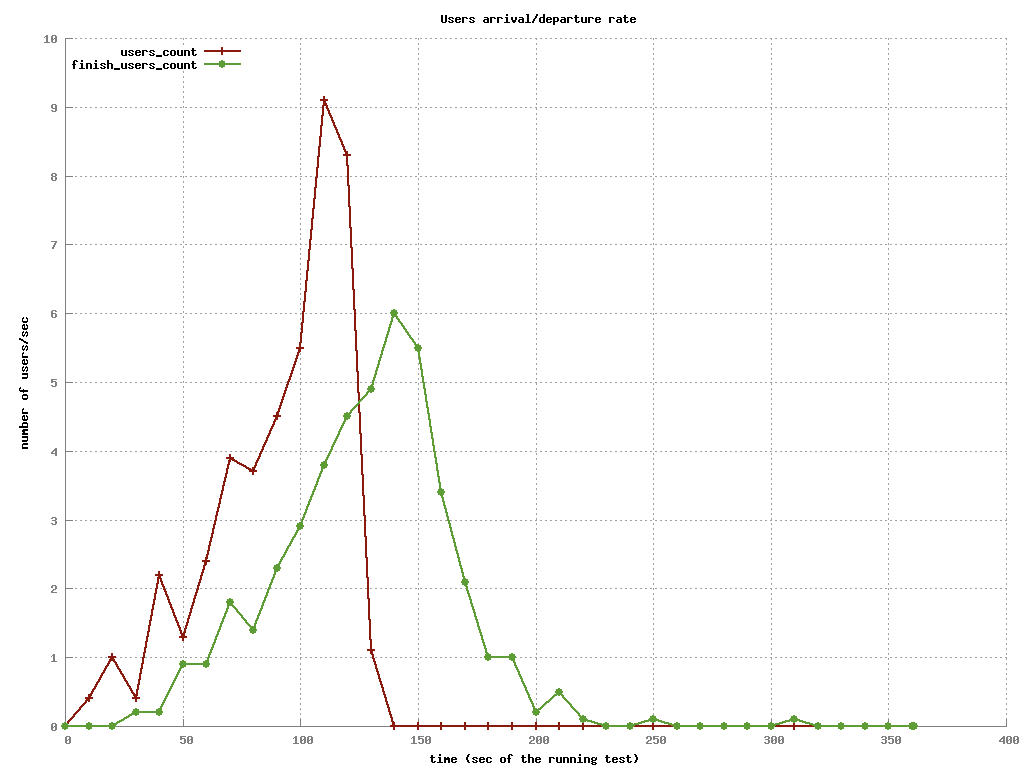 Users arrival/departure rate
users_count
finish_users_count
10
9
8
7
6
5
4
3
2
1
0
number of users/sec
0 50 100 150 200 250 300 350 400
time (sec of the running test)